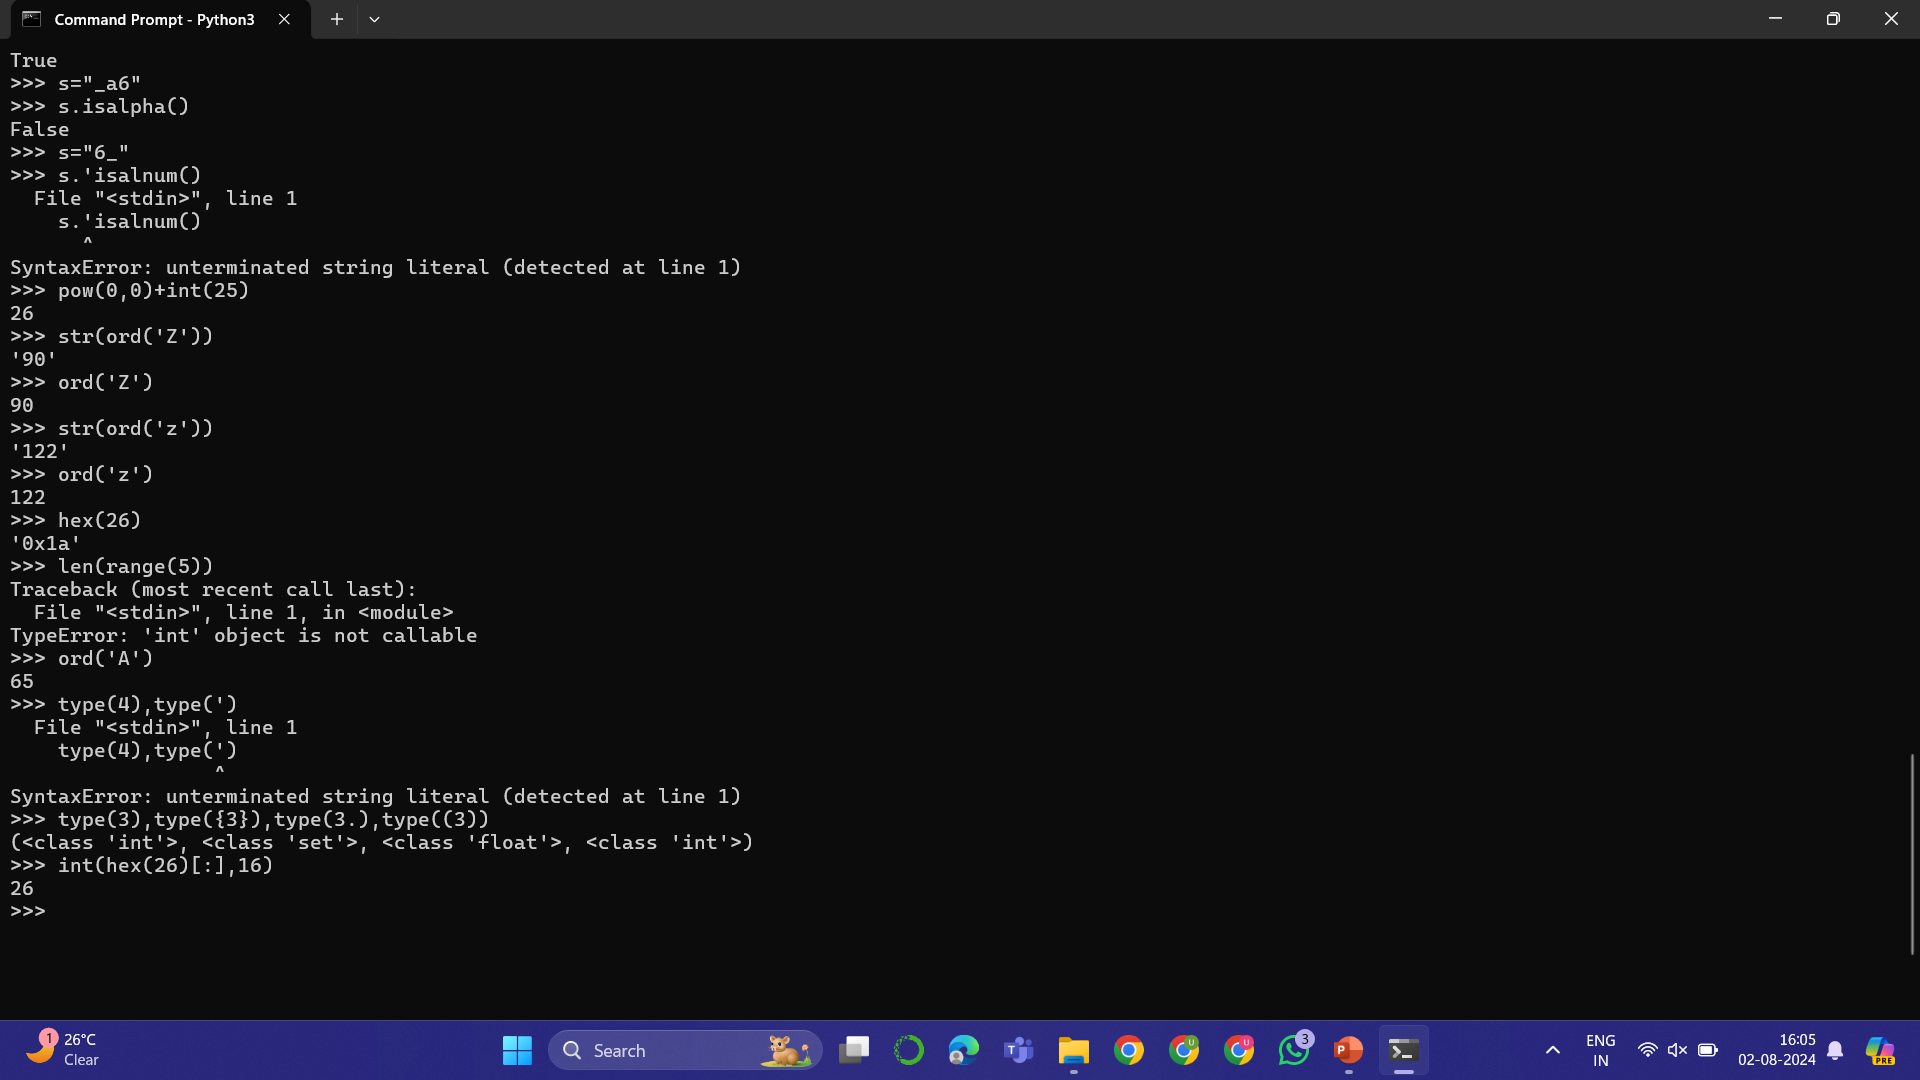 Command Prompt - Python3
True
>>> s="_a6"
>>> s.isalpha()
False
>>> s="6_"
>>> s.'isalnum()
  File "<stdin>", line 1
    s.'isalnum()
      ^
SyntaxError: unterminated string literal (detected at line 1)
>>> pow(0,0)+int(25)
26
>>> str(ord('Z'))
'90'
>>> ord('Z')
90
>>> str(ord('z'))
'122'
>>> ord('z')
122
>>> hex(26)
'0x1a'
>>> len(range(5))
Traceback (most recent call last):
  File "<stdin>", line 1, in <module>
TypeError: 'int' object is not callable
>>> ord('A')
65
>>> type(4),type(')
  File "<stdin>", line 1
    type(4),type(')
                 ^
SyntaxError: unterminated string literal (detected at line 1)
>>> type(3),type({3}),type(3.),type((3))
(<class 'int'>, <class 'set'>, <class 'float'>, <class 'int'>)
>>> int(hex(26)[:],16)
26
>>>
1
26°C
Clear
Search
T
U
U
3
P
ENG
IN
16:05
02-08-2024
PRE